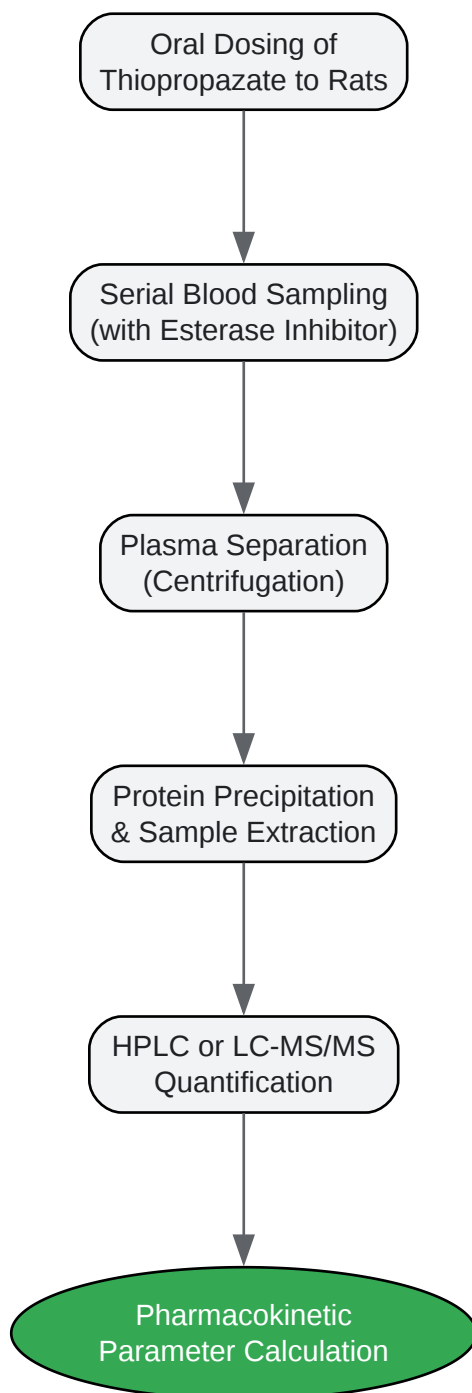 Oral Dosing of
Thiopropazate to Rats
Serial Blood Sampling
(with Esterase Inhibitor)
Plasma Separation
(Centrifugation)
Protein Precipitation
& Sample Extraction
HPLC or LC-MS/MS
Quantification
Pharmacokinetic
Parameter Calculation